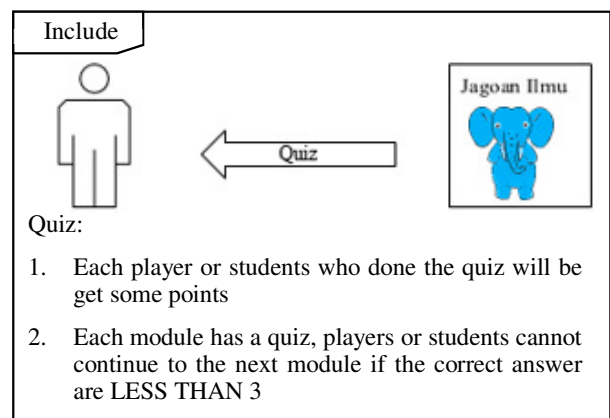 Include
Jagoan Ilmu
Quiz
Quiz:
1. Each player or students who done the quiz will be
get some points
2. Each module has a quiz, players or students cannot
continue to the next module if the correct answer
are LESS THAN 3